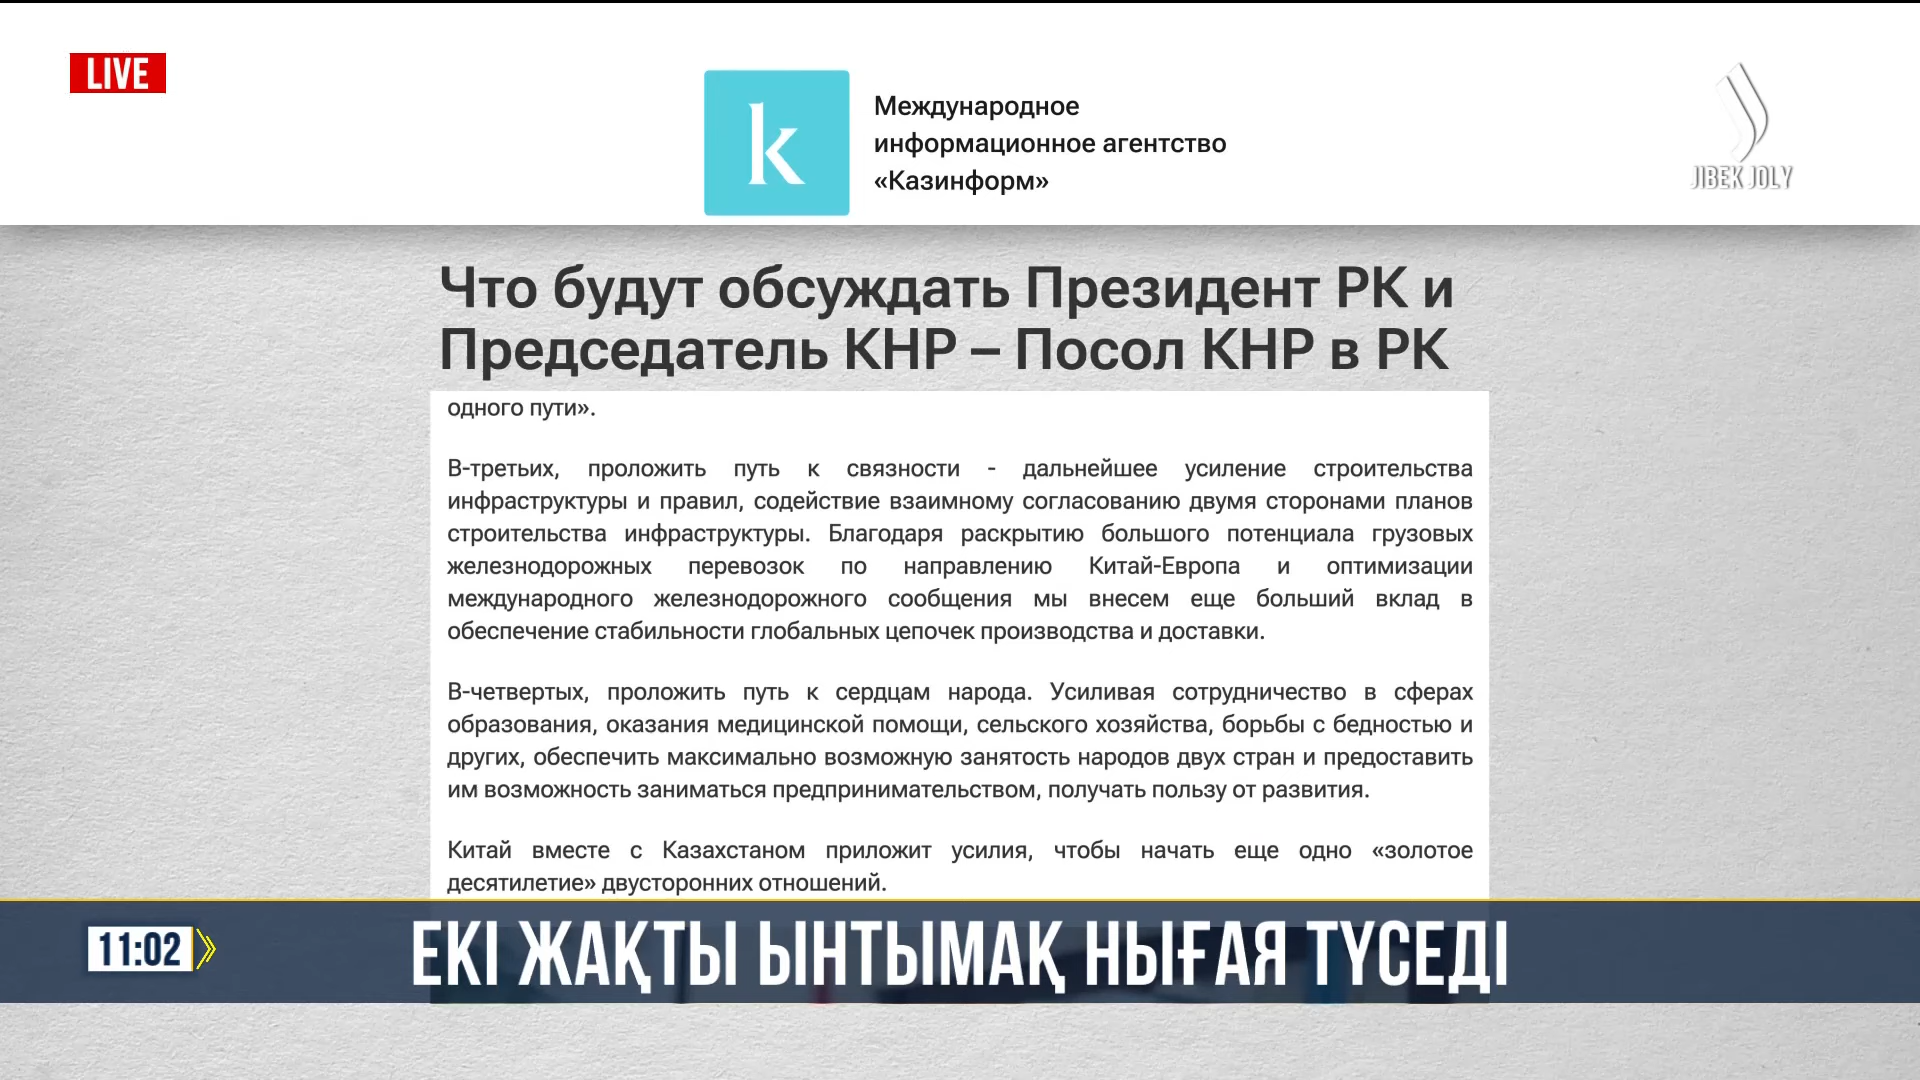 LIVE
k
Международное
информационное агентство
«Казинформ»
JIBEK JOLY
Что будут обсуждать Президент РК и
Председатель КНР – Посол КНР в РК
одного пути».
В-третьих, проложить путь к связности - дальнейшее усиление строительства
инфраструктуры и правил, содействие взаимному согласованию двумя сторонами планов
строительства инфраструктуры. Благодаря раскрытию большого потенциала грузовых
железнодорожных перевозок по направлению Китай-Европа и оптимизации
международного железнодорожного сообщения мы внесем еще больший вклад в
обеспечение стабильности глобальных цепочек производства и доставки.
В-четвертых, проложить путь к сердцам народа. Усиливая сотрудничество в сферах
образования, оказания медицинской помощи, сельского хозяйства, борьбы с бедностью и
других, обеспечить максимально возможную занятость народов двух стран и предоставить
им возможность заниматься предпринимательством, получать пользу от развития.
Китай вместе с Казахстаном приложит усилия, чтобы начать еще одно «золотое
десятилетие» двусторонних отношений.
11:02
ЕКІ ЖАҚТЫ ЫНТЫМАҚ НЫҒАЯ ТҮСЕДІ